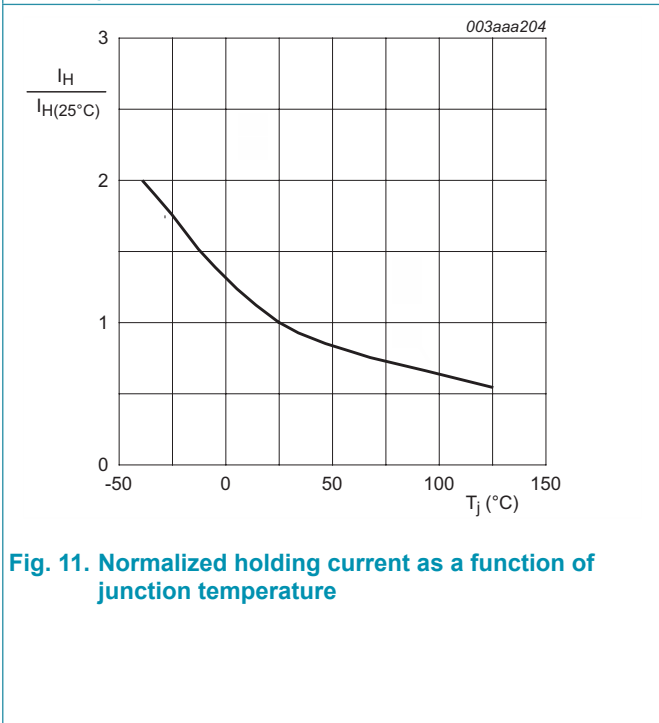 003aaa204
3
I_H
I_H(25°C)
2
1
0
-50 0 50 100 150
T_j (°C)
Fig. 11. Normalized holding current as a function of
junction temperature